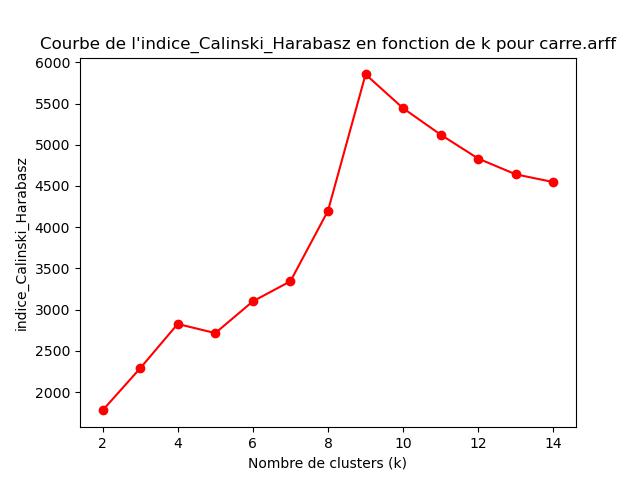 Courbe de l'indice_Calinski_Harabasz en fonction de k pour carre.arff
6000
5500
5000
4500
4000
3500
3000
2500
2000
indice_Calinski_Harabasz
2 4 6 8 10 12 14
Nombre de clusters (k)